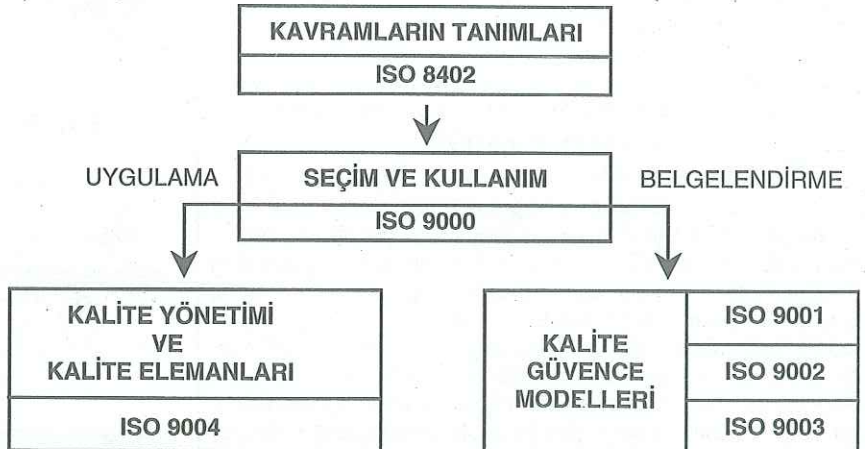 KAVRAMLARIN TANIMLARI
ISO 8402
UYGULAMA
SEÇİM VE KULLANIM
BELGELENDİRME
ISO 9000
KALİTE YÖNETİMİ
VE
KALİTE ELEMANLARI
ISO 9004
KALİTE
GÜVENCE
MODELLERİ
ISO 9001
ISO 9002
ISO 9003